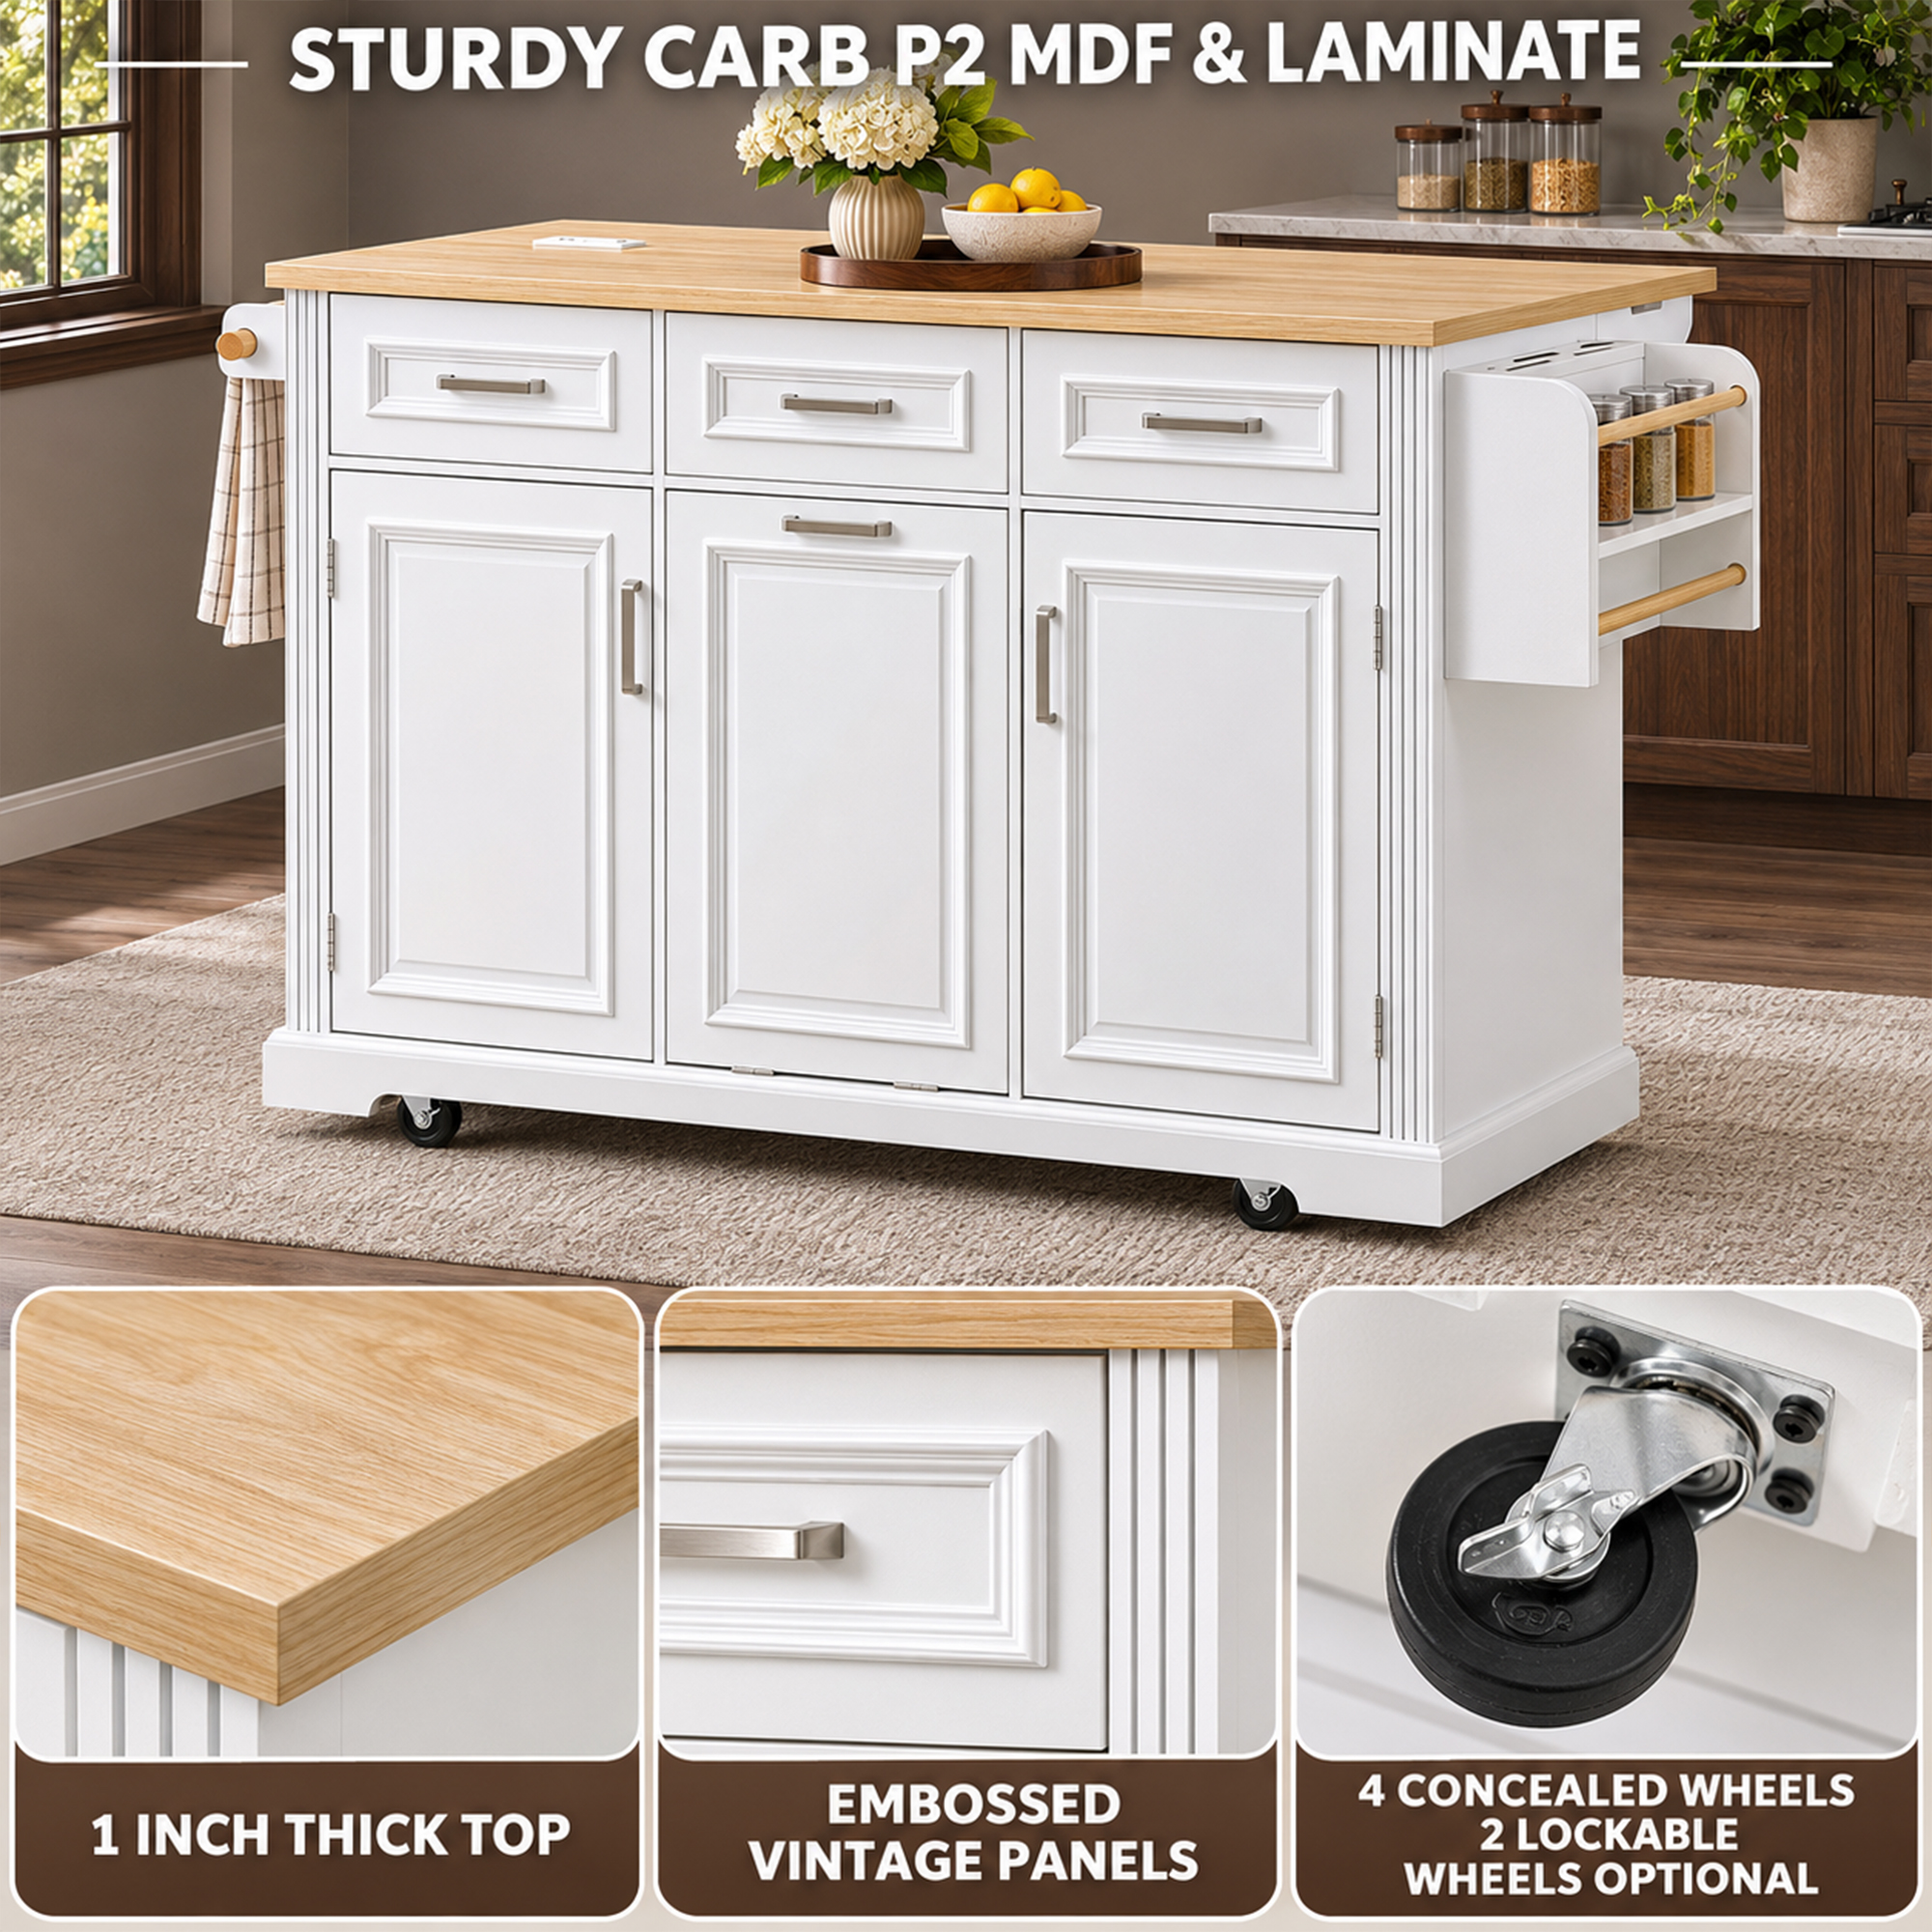 STURDY CARB P2 MDF & LAMINATE
1 INCH THICK TOP
EMBOSSED
VINTAGE PANELS
4 CONCEALED WHEELS
2 LOCKABLE
WHEELS OPTIONAL